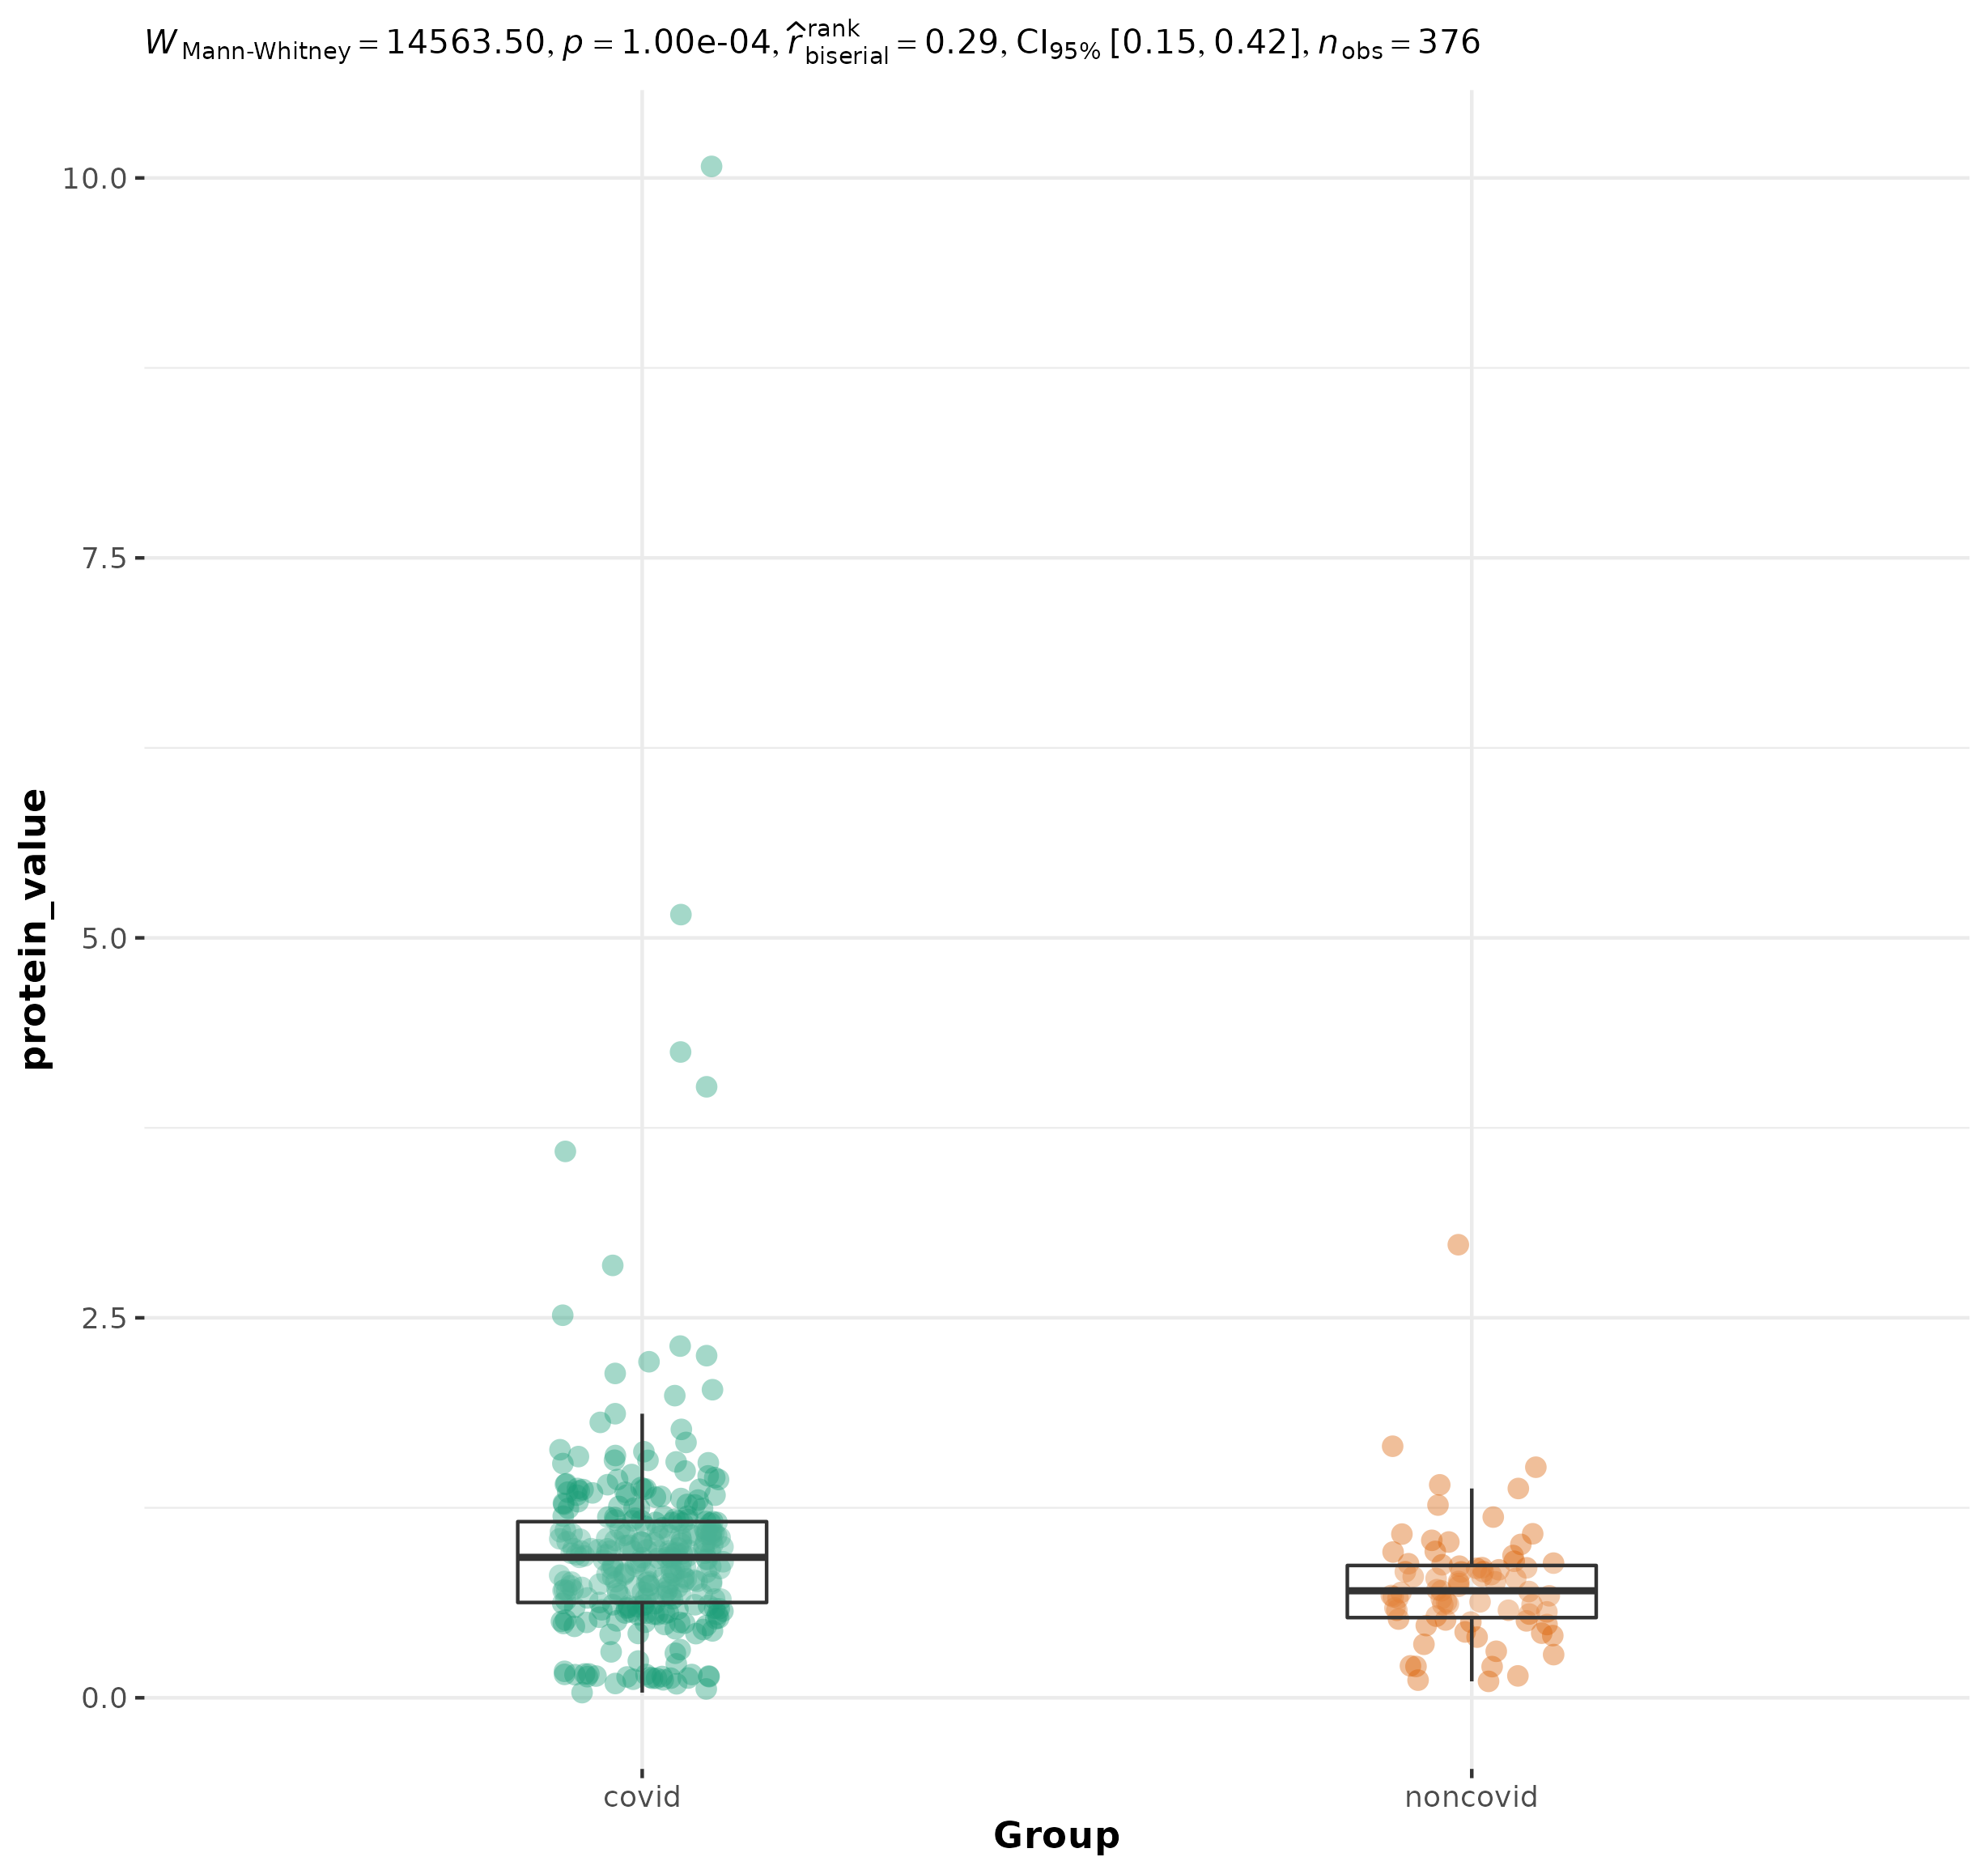 W Mann-Whitney = 14563.50, p = 1.00e-04, r̂ rank biserial = 0.29, CI95% [0.15, 0.42], nobs = 376
10.0
7.5
5.0
2.5
0.0
protein_value
covid noncovid
Group